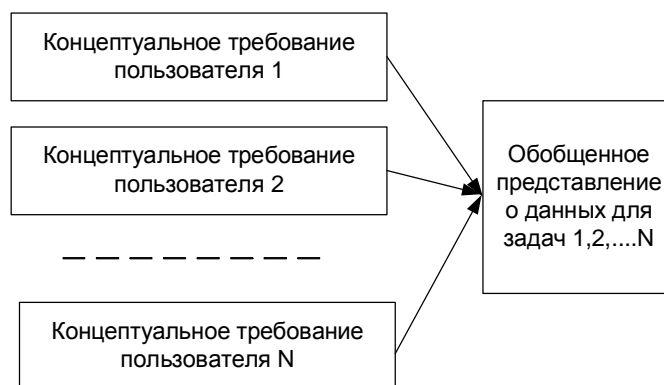 Концептуальное требование
пользователя 1
Концептуальное требование
пользователя 2
Концептуальное требование
пользователя N
Обобщенное
представление
о данных для
задач 1,2,....N